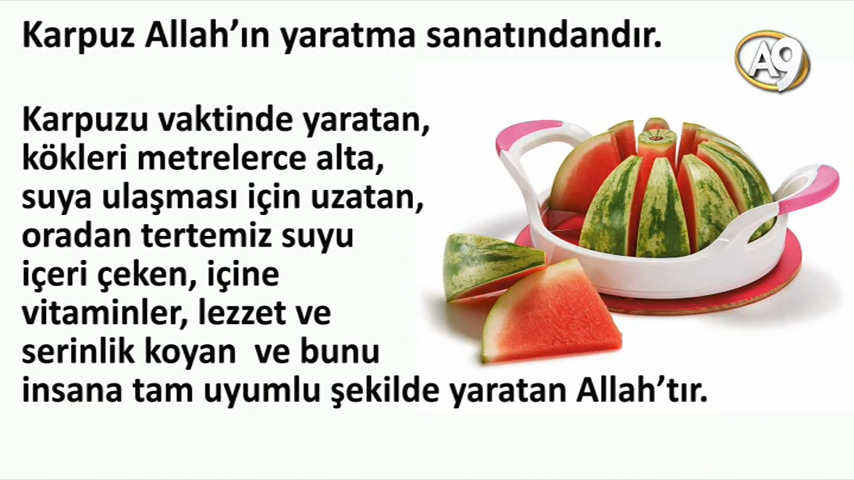 Karpuz Allah’ın yaratma sanatındandır.
A9
Karpuzu vaktinde yaratan,
kökleri metrelerce alta,
suya ulaşması için uzatan,
oradan tertemiz suyu
içeri çeken, içine
vitaminler, lezzet ve
serinlik koyan  ve bunu
insana tam uyumlu şekilde yaratan Allah’tır.